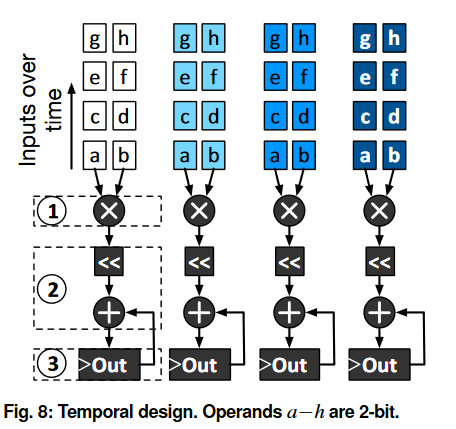 g h g h g h g h
e f e f e f e f
c d c d c d c d
a b a b a b a b
Inputs over
time
1 × × × ×
<< << << <<
2
+ + + +
3 >Out >Out >Out >Out
Fig. 8: Temporal design. Operands a−h are 2-bit.